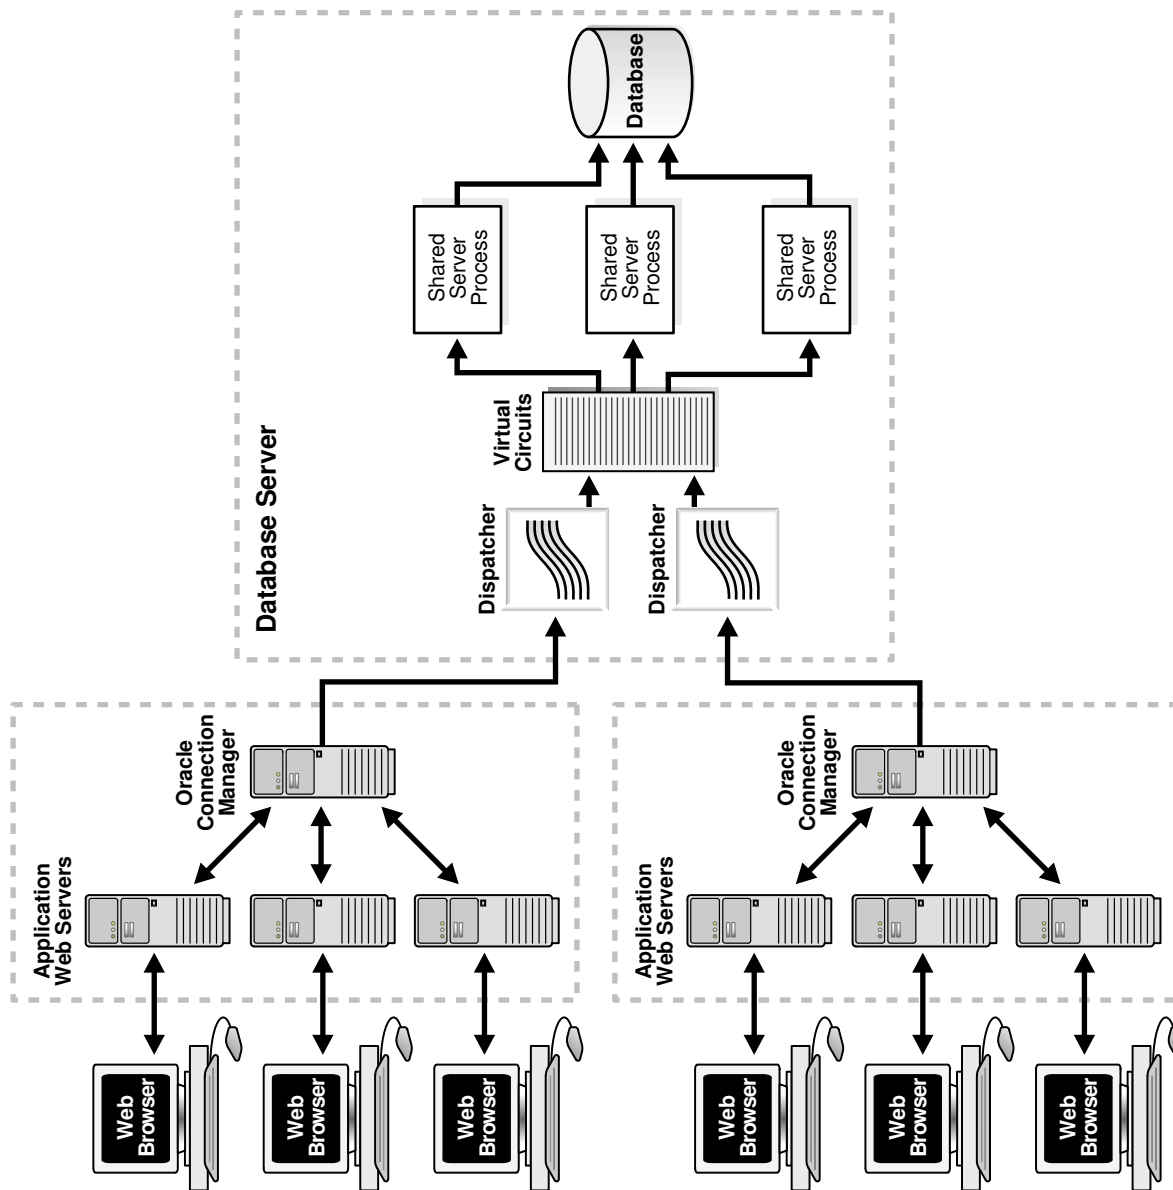 Web
Browser
Web
Browser
Web
Browser
Web
Browser
Web
Browser
Web
Browser
Application
Web Servers
Application
Web Servers
Oracle
Connection
Manager
Oracle
Connection
Manager
Database Server
Dispatcher
Dispatcher
Virtual
Circuits
Shared
Server
Process
Shared
Server
Process
Shared
Server
Process
Database